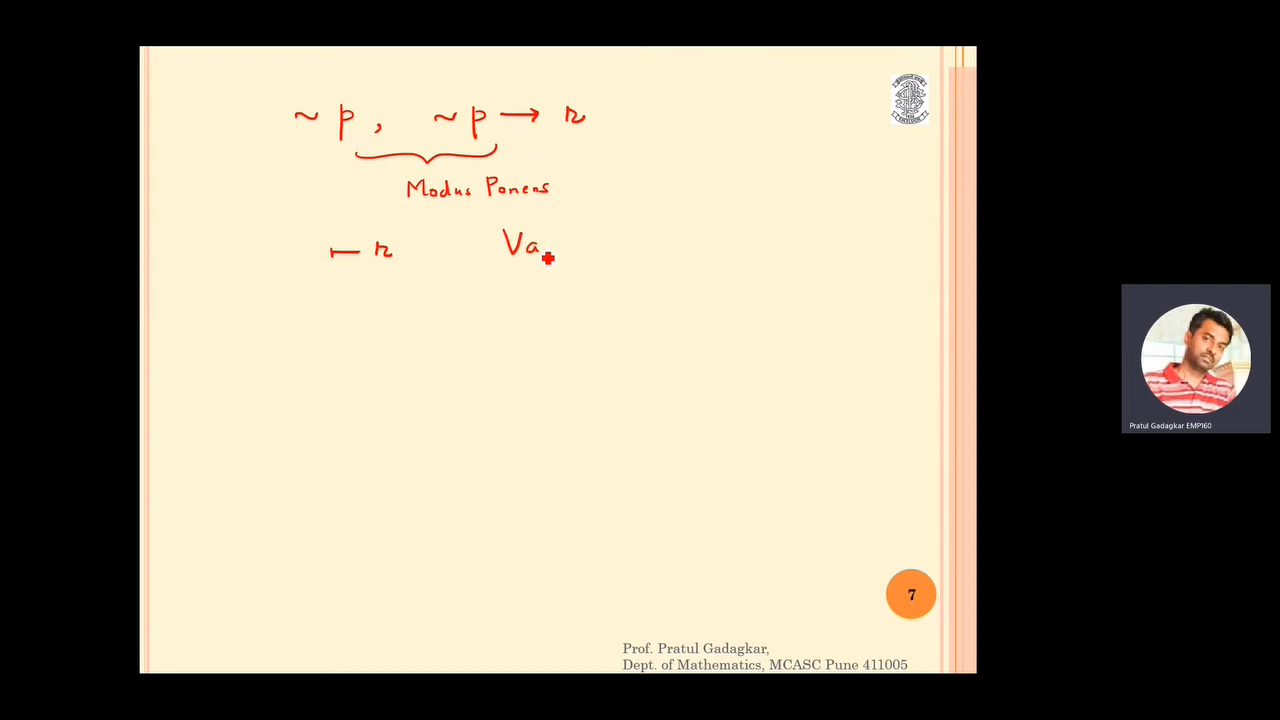 ~ p , ~ p → r
Modus Ponens
⊢ r Va
7
Prof. Pratul Gadagkar,
Dept. of Mathematics, MCASC Pune 411005
Pratul Gadagkar EMP160